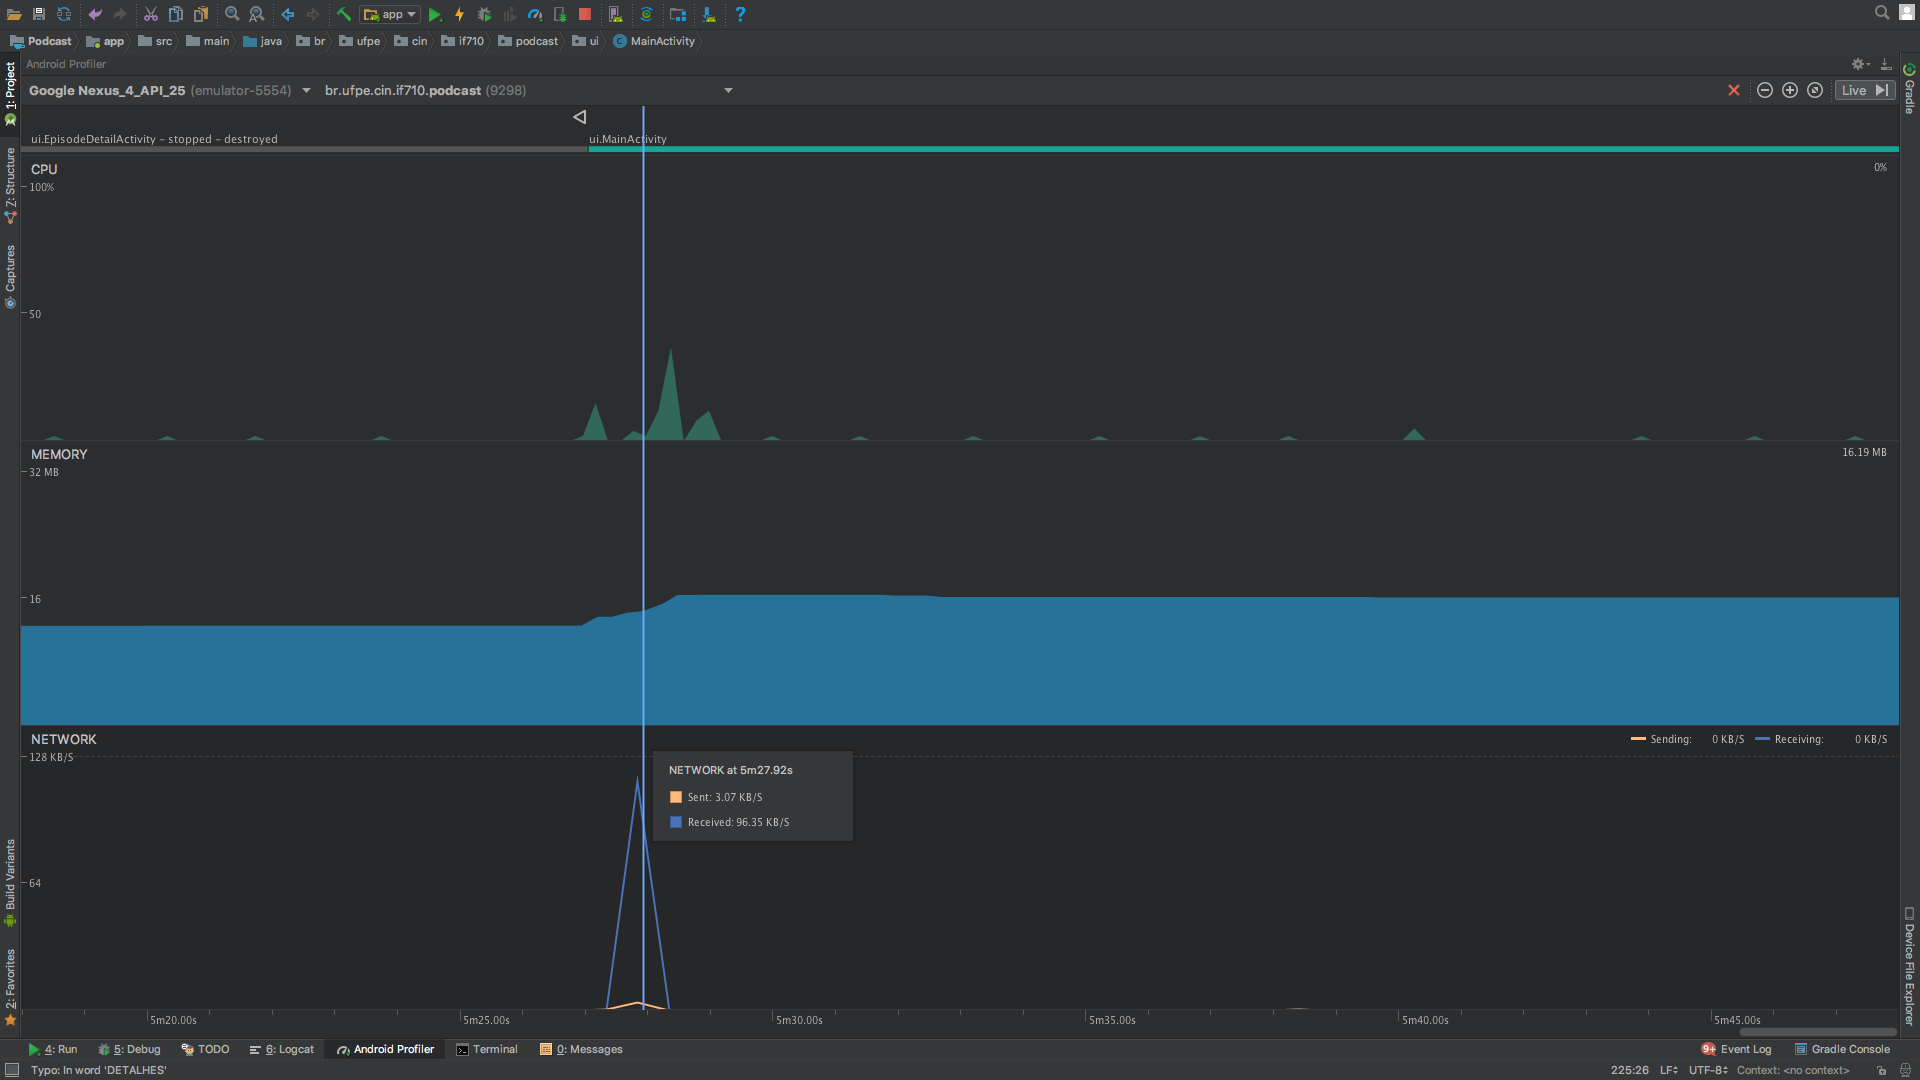 app
Podcast app src main java br ufpe cin if710 podcast ui MainActivity
Android Profiler
Google Nexus_4_API_25 (emulator-5554) br.ufpe.cin.if710.podcast (9298)
Live
ui.EpisodeDetailActivity – stopped – destroyed
ui.MainActivity
CPU
0%
100%
50
MEMORY
16.19 MB
32 MB
16
NETWORK
Sending: 0 KB/S Receiving: 0 KB/S
128 KB/S
NETWORK at 5m27.92s
Sent: 3.07 KB/S
Received: 96.35 KB/S
64
5m20.00s 5m25.00s 5m30.00s 5m35.00s 5m40.00s 5m45.00s
1: Project
Z: Structure
Captures
Build Variants
2: Favorites
Gradle
Device File Explorer
4: Run 5: Debug TODO 6: Logcat Android Profiler Terminal 0: Messages
9+ Event Log Gradle Console
Typo: In word 'DETALHES'
225:26 LF UTF-8 Context: <no context>